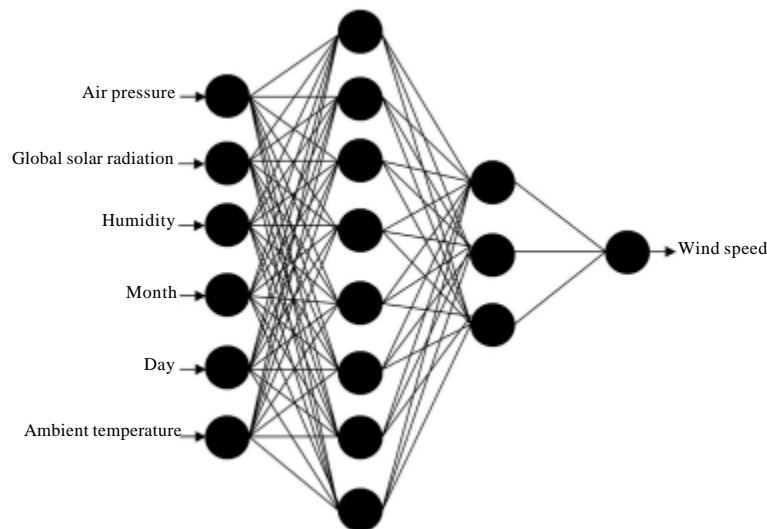 Air pressure
Global solar radiation
Humidity
Month
Day
Ambient temperature
Wind speed